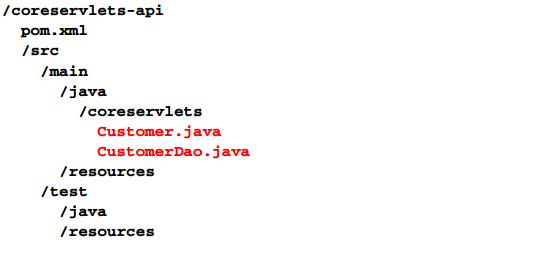 /coreservlets-api
pom.xml
/src
/main
/java
/coreservlets
Customer.java
CustomerDao.java
/resources
/test
/java
/resources